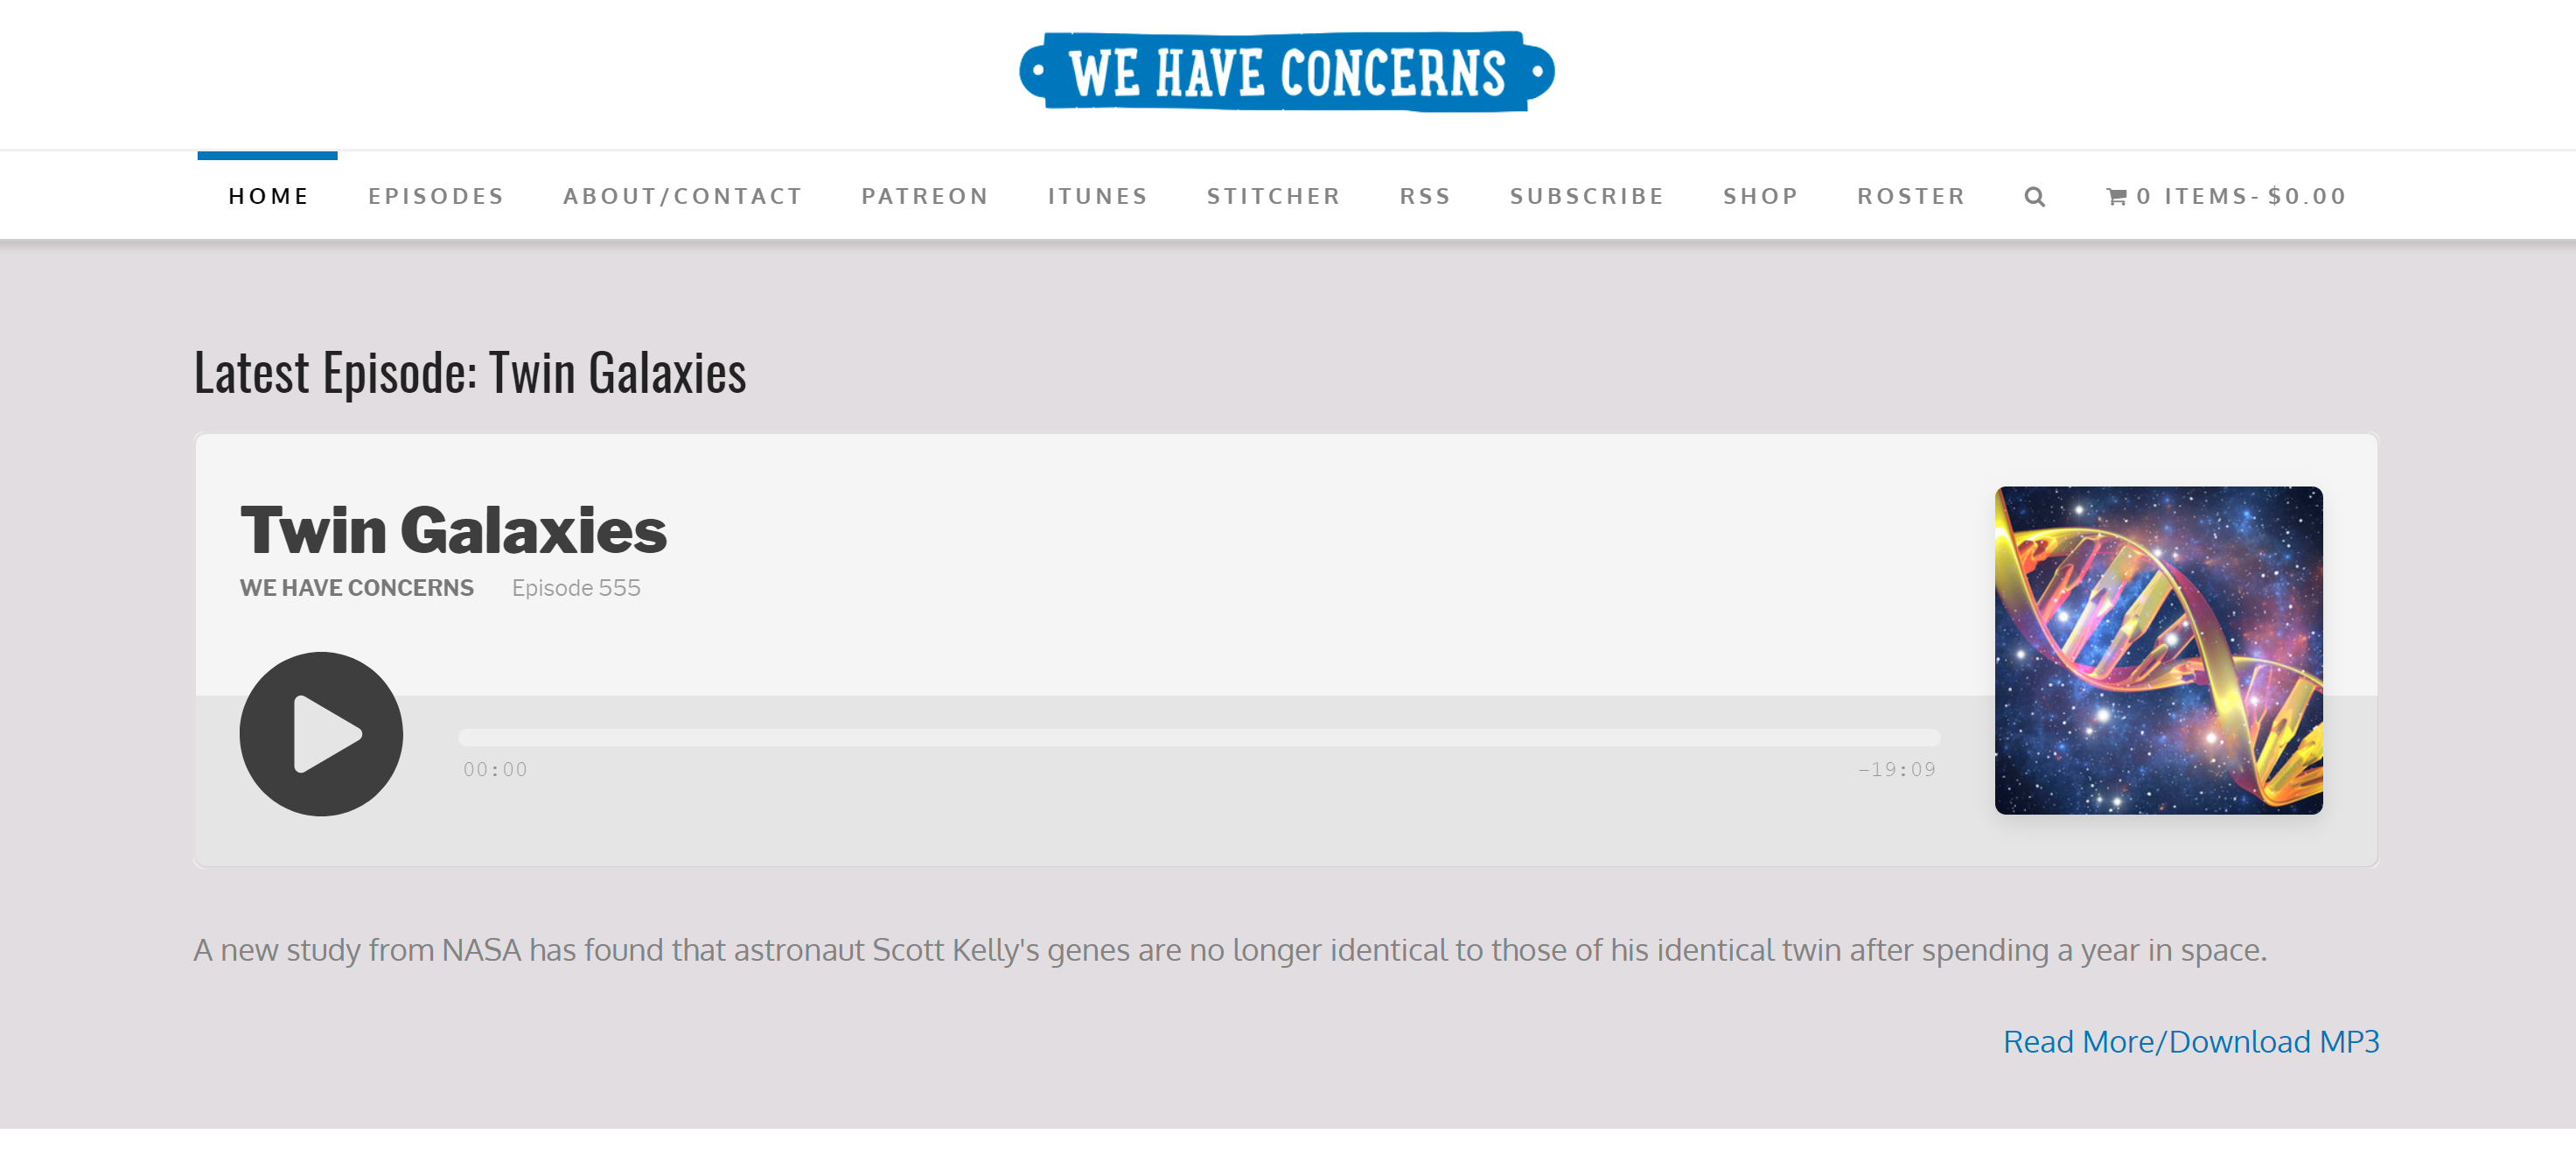 WE HAVE CONCERNS
HOME EPISODES ABOUT/CONTACT PATREON ITUNES STITCHER RSS SUBSCRIBE SHOP ROSTER 0 ITEMS- $0.00
Latest Episode: Twin Galaxies
Twin Galaxies
WE HAVE CONCERNS Episode 555
00:00 -19:09
A new study from NASA has found that astronaut Scott Kelly's genes are no longer identical to those of his identical twin after spending a year in space.
Read More/Download MP3